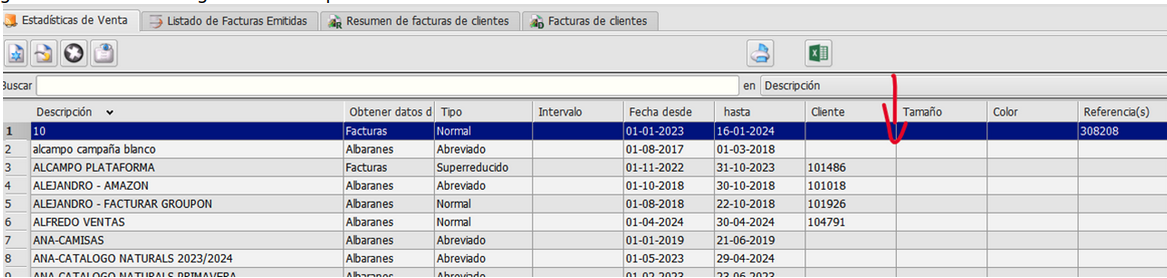 Estadísticas de Venta Listado de Facturas Emitidas Resumen de facturas de clientes Facturas de clientes
Buscar en Descripción
Descripción Obtener datos d Tipo Intervalo Fecha desde hasta Cliente Tamaño Color Referencia(s)
1 10 Facturas Normal 01-01-2023 16-01-2024 308208
2 alcampo campaña blanco Albaranes Abreviado 01-08-2017 01-03-2018
3 ALCAMPO PLATAFORMA Facturas Superreducido 01-11-2022 31-10-2023 101486
4 ALEJANDRO - AMAZON Albaranes Abreviado 01-10-2018 30-10-2018 101018
5 ALEJANDRO - FACTURAR GROUPON Albaranes Normal 01-08-2018 22-10-2018 101926
6 ALFREDO VENTAS Albaranes Normal 01-04-2024 30-04-2024 104791
7 ANA-CAMISAS Albaranes Abreviado 01-01-2019 21-06-2019
8 ANA-CATALOGO NATURALS 2023/2024 Albaranes Abreviado 01-05-2023 29-04-2024
9 ANA-CATALOGO NATURALS PRIMAVERA Albaranes Abreviado 01-02-2023 23-06-2023